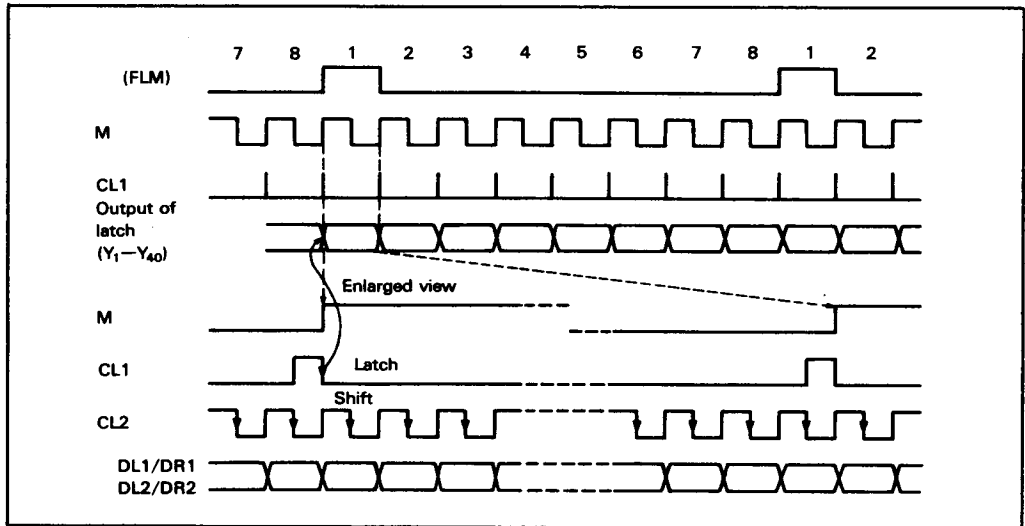 7 8 1 2 3 4 5 6 7 8 1 2
(FLM)
M
CL1
Output of
latch
(Y₁—Y₄₀)
Enlarged view
M
CL1
Latch
Shift
CL2
DL1/DR1
DL2/DR2